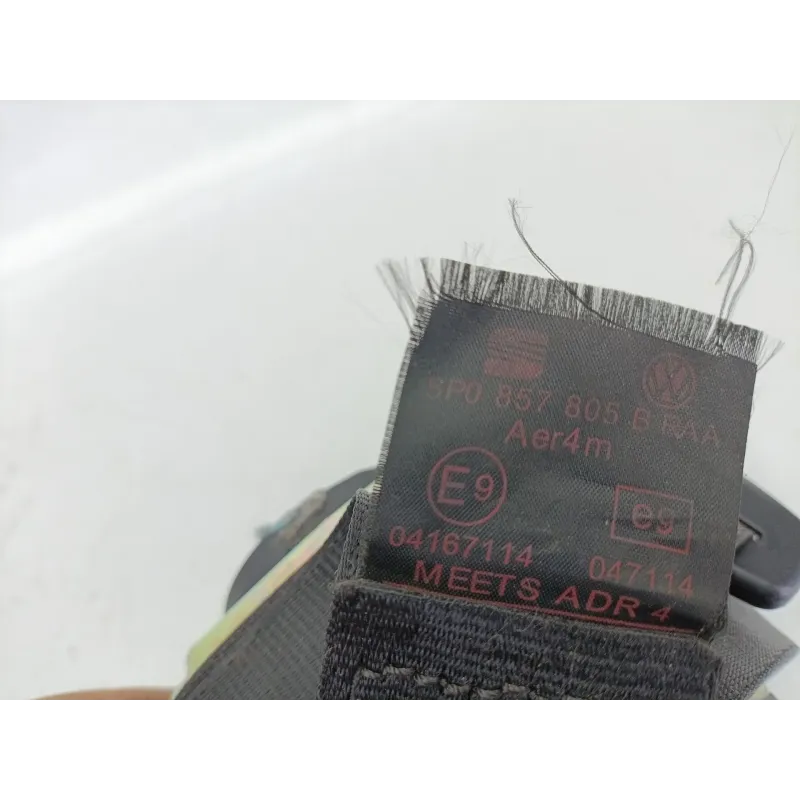 5P0 857 805 B RAA
Aer4m
E9 e9
04167114 047114
MEETS ADR 4